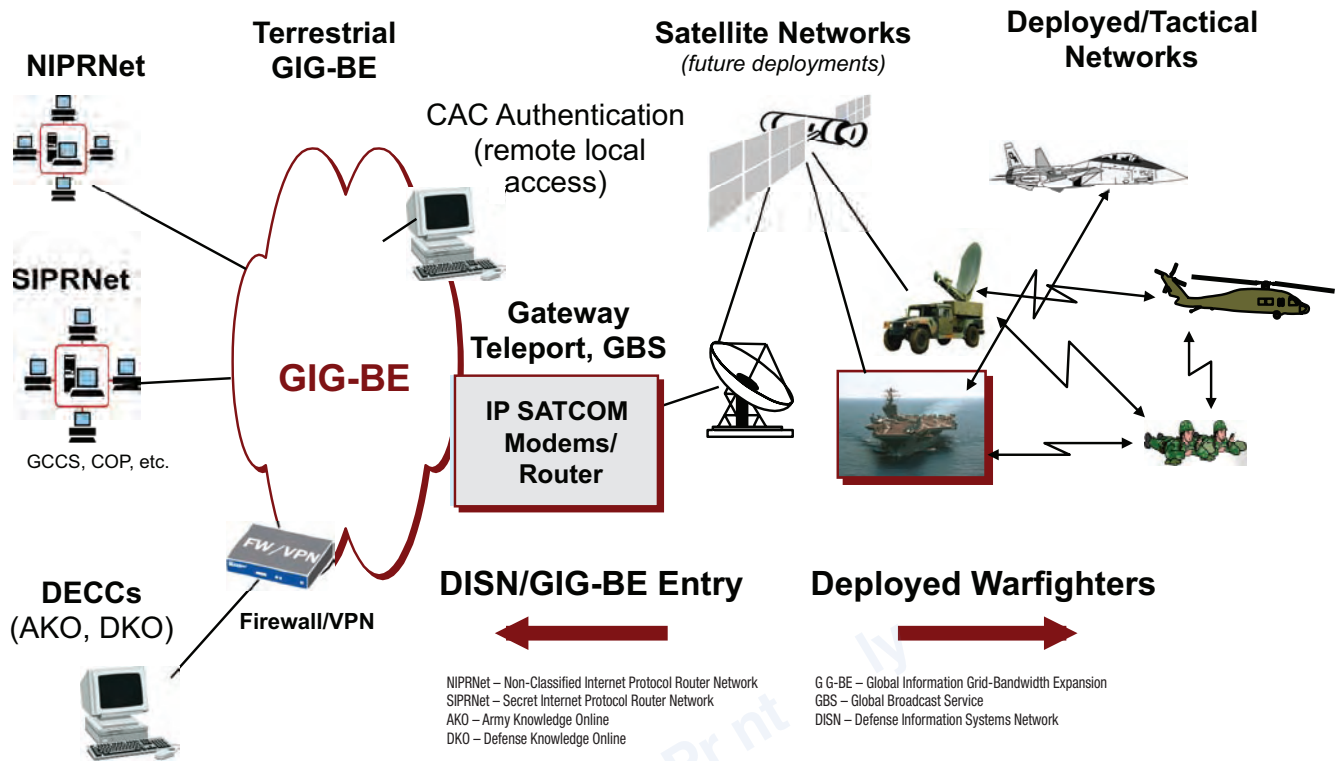 NIPRNet
Terrestrial
GIG-BE
Satellite Networks
(future deployments)
Deployed/Tactical
Networks
CAC Authentication
(remote local
access)
SIPRNet
GCCS, COP, etc.
GIG-BE
Gateway
Teleport, GBS
IP SATCOM
Modems/
Router
FW/VPN
Firewall/VPN
DECCs
(AKO, DKO)
DISN/GIG-BE Entry
Deployed Warfighters
NIPRNet – Non-Classified Internet Protocol Router Network
SIPRNet – Secret Internet Protocol Router Network
AKO – Army Knowledge Online
DKO – Defense Knowledge Online
G G-BE – Global Information Grid-Bandwidth Expansion
GBS – Global Broadcast Service
DISN – Defense Information Systems Network